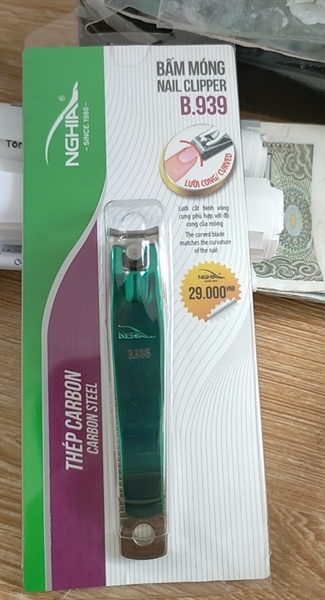 NGHIA
– SINCE 1980 –
BẤM MÓNG
NAIL CLIPPER
B.939
LƯỠI CONG/ CURVED
Lưỡi cắt hình vòng
cung phù hợp với độ
cong của móng
The curved blade
matches the curvature
of the nail
NGHIA
29.000VNĐ
NGHIA
THÉP CARBON
CARBON STEEL